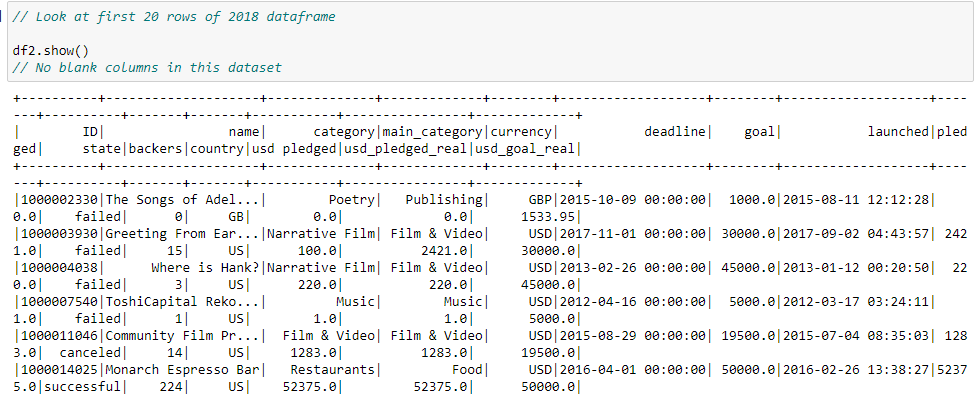 // Look at first 20 rows of 2018 dataframe
df2.show()
// No blank columns in this dataset
+----------+--------------------+--------------+-------------+--------+-------------------+--------+-------------------+----
---+----------+-------+-------+-----------+----------------+-------------+
|        ID|                name|      category|main_category|currency|           deadline|    goal|           launched|pled
ged|     state|backers|country|usd pledged|usd_pledged_real|usd_goal_real|
+----------+--------------------+--------------+-------------+--------+-------------------+--------+-------------------+----
---+----------+-------+-------+-----------+----------------+-------------+
|1000002330|The Songs of Adel...|        Poetry|   Publishing|     GBP|2015-10-09 00:00:00|  1000.0|2015-08-11 12:12:28|
0.0|    failed|      0|     GB|        0.0|             0.0|      1533.95|
|1000003930|Greeting From Ear...|Narrative Film| Film & Video|     USD|2017-11-01 00:00:00| 30000.0|2017-09-02 04:43:57| 242
1.0|    failed|     15|     US|      100.0|          2421.0|      30000.0|
|1000004038|      Where is Hank?|Narrative Film| Film & Video|     USD|2013-02-26 00:00:00| 45000.0|2013-01-12 00:20:50|  22
0.0|    failed|      3|     US|      220.0|           220.0|      45000.0|
|1000007540|ToshiCapital Reko...|         Music|        Music|     USD|2012-04-16 00:00:00|  5000.0|2012-03-17 03:24:11|
1.0|    failed|      1|     US|        1.0|             1.0|       5000.0|
|1000011046|Community Film Pr...|  Film & Video| Film & Video|     USD|2015-08-29 00:00:00| 19500.0|2015-07-04 08:35:03| 128
3.0|  canceled|     14|     US|     1283.0|          1283.0|      19500.0|
|1000014025|Monarch Espresso Bar|   Restaurants|         Food|     USD|2016-04-01 00:00:00| 50000.0|2016-02-26 13:38:27|5237
5.0|successful|    224|     US|    52375.0|         52375.0|      50000.0|